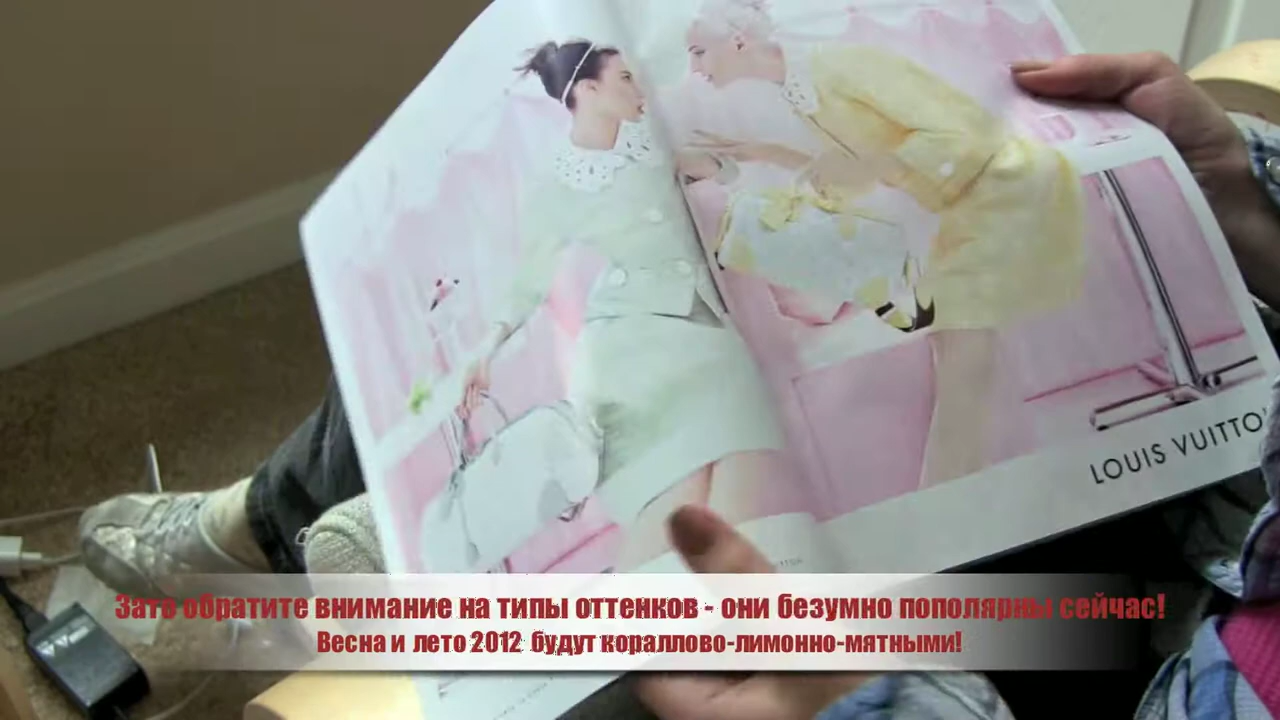 LOUIS VUITTO
Зато обратите внимание на типы оттенков - они безумно пополярны сейчас!
Весна и лето 2012 будут кораллово-лимонно-мятными!